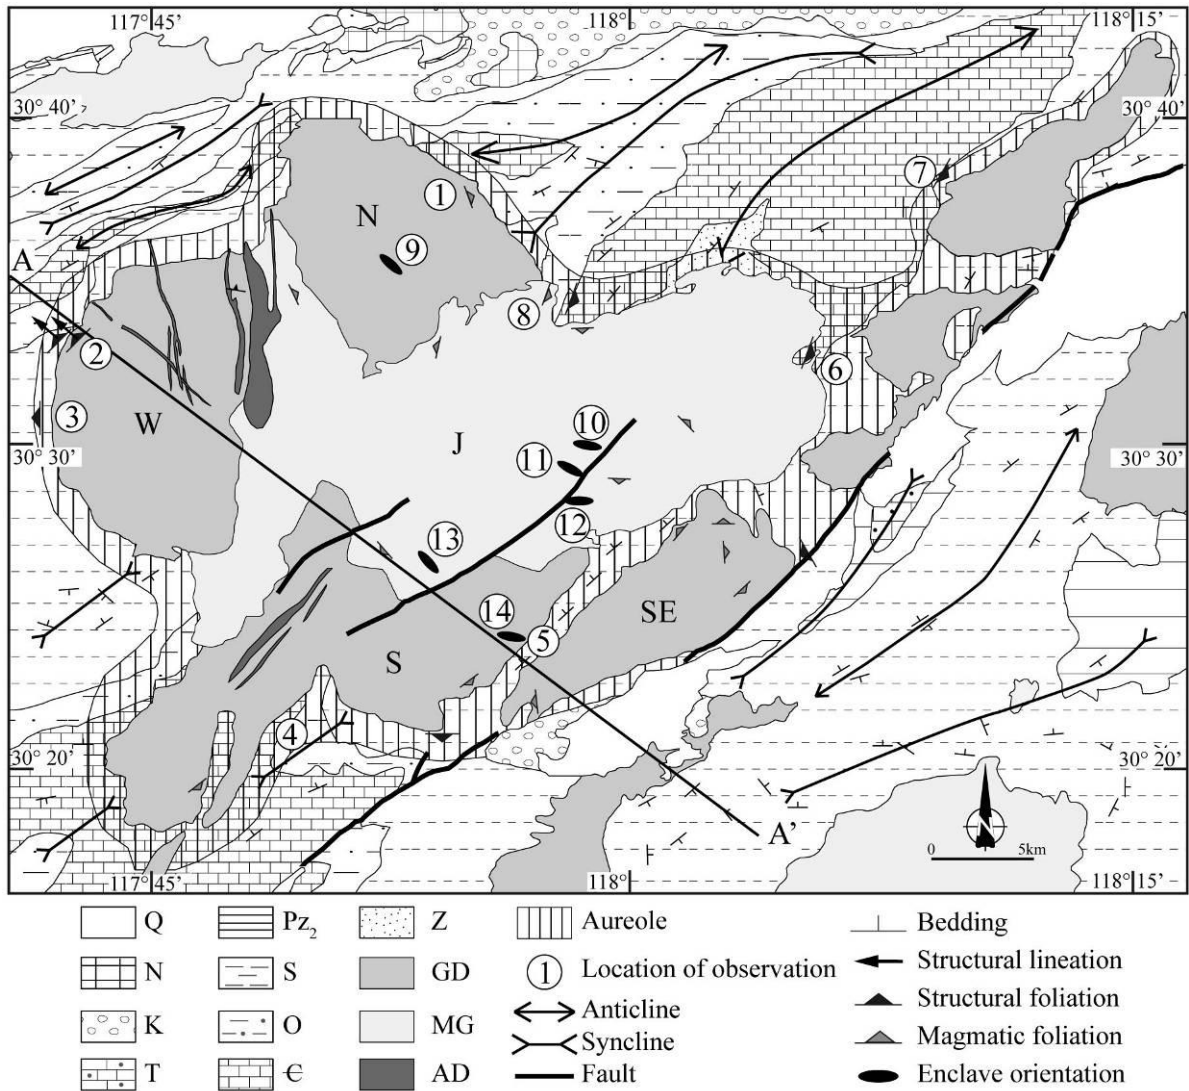 117°45’ 118° 118° 15’
30° 40’ 30° 40’
7
1
N
9
A
8
2
6
3
W
10
J
30° 30’ 30° 30’
11
12
13
SE
14
5
S
4
30° 20’ 30° 20’
A’
N
0 5km
117°45’ 118° 118° 15’
Q Pz2 Z Aureole Bedding
N S GD 1 Location of observation Structural lineation
K O MG Anticline Structural foliation
Syncline Magmatic foliation
T Є AD Fault Enclave orientation